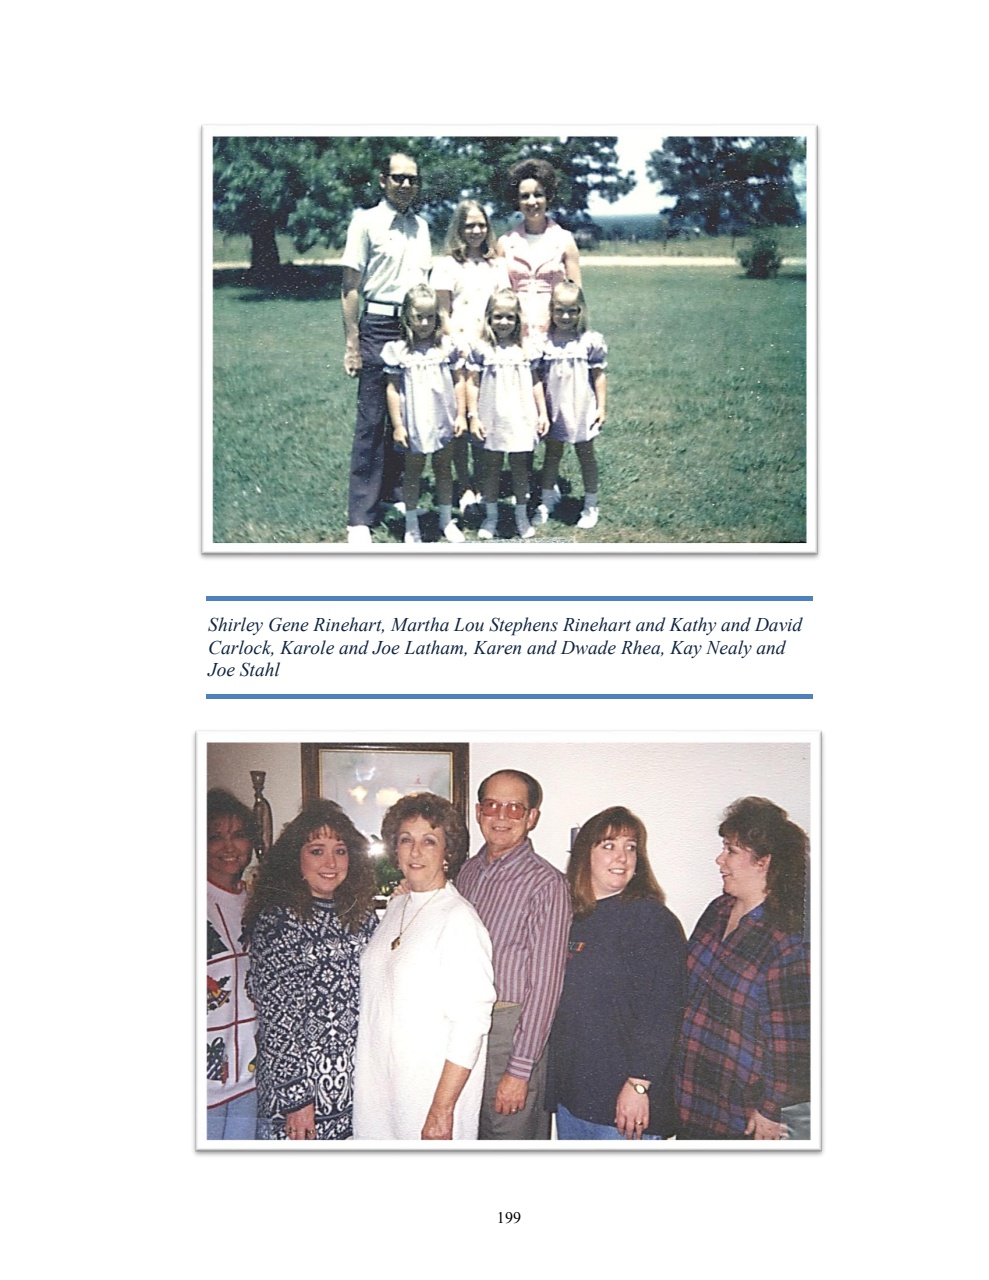 Shirley Gene Rinehart, Martha Lou Stephens Rinehart and Kathy and David
Carlock, Karole and Joe Latham, Karen and Dwade Rhea, Kay Nealy and
Joe Stahl
199